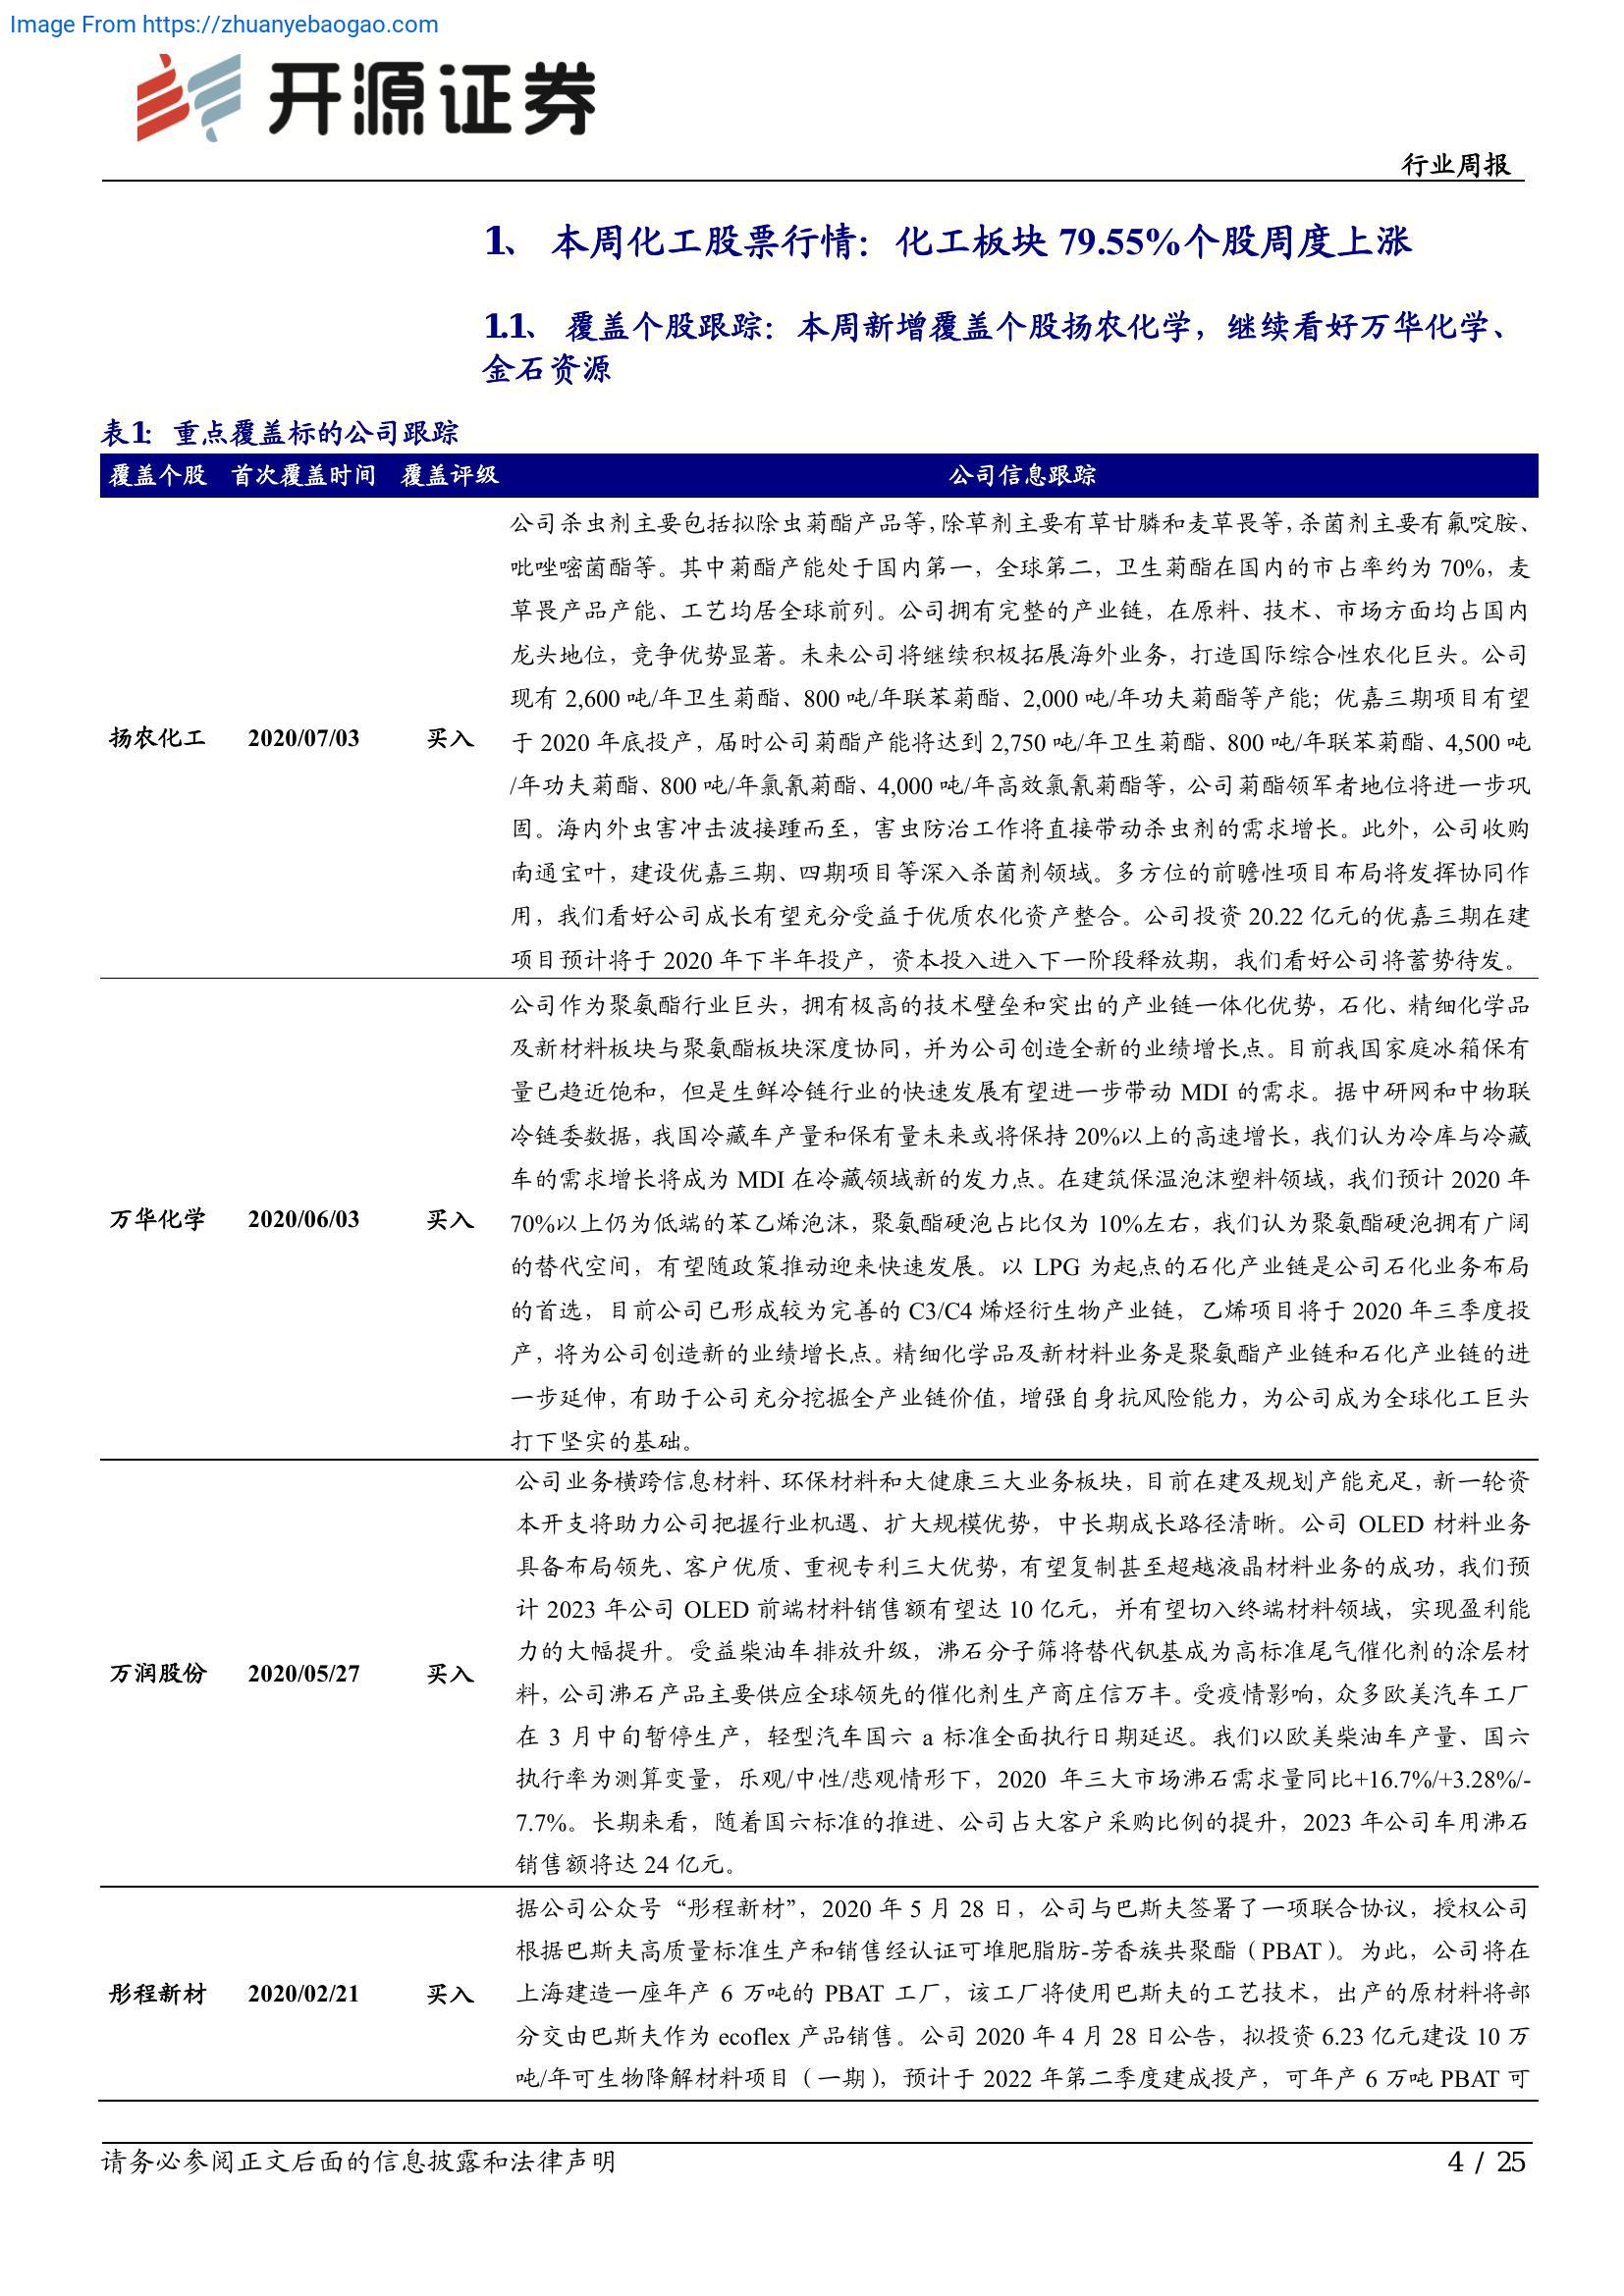 Image From https://zhuanyebaogao.com
开源证券
行业周报
1、 本周化工股票行情：化工板块 79.55%个股周度上涨
1.1、 覆盖个股跟踪：本周新增覆盖个股扬农化学，继续看好万华化学、
金石资源
表1： 重点覆盖标的公司跟踪
覆盖个股 首次覆盖时间 覆盖评级 公司信息跟踪
公司杀虫剂主要包括拟除虫菊酯产品等，除草剂主要有草甘膦和麦草畏等，杀菌剂主要有氟啶胺、
吡唑嘧菌酯等。其中菊酯产能处于国内第一，全球第二，卫生菊酯在国内的市占率约为 70%，麦
草畏产品产能、工艺均居全球前列。公司拥有完整的产业链，在原料、技术、市场方面均占国内
龙头地位，竞争优势显著。未来公司将继续积极拓展海外业务，打造国际综合性农化巨头。公司
现有 2,600 吨/年卫生菊酯、800 吨/年联苯菊酯、2,000 吨/年功夫菊酯等产能；优嘉三期项目有望
扬农化工 2020/07/03 买入 于 2020 年底投产，届时公司菊酯产能将达到 2,750 吨/年卫生菊酯、800 吨/年联苯菊酯、4,500 吨
/年功夫菊酯、800 吨/年氯氰菊酯、4,000 吨/年高效氯氰菊酯等，公司菊酯领军者地位将进一步巩
固。海内外虫害冲击波接踵而至，害虫防治工作将直接带动杀虫剂的需求增长。此外，公司收购
南通宝叶，建设优嘉三期、四期项目等深入杀菌剂领域。多方位的前瞻性项目布局将发挥协同作
用，我们看好公司成长有望充分受益于优质农化资产整合。公司投资 20.22 亿元的优嘉三期在建
项目预计将于 2020 年下半年投产，资本投入进入下一阶段释放期，我们看好公司将蓄势待发。
公司作为聚氨酯行业巨头，拥有极高的技术壁垒和突出的产业链一体化优势，石化、精细化学品
及新材料板块与聚氨酯板块深度协同，并为公司创造全新的业绩增长点。目前我国家庭冰箱保有
量已趋近饱和，但是生鲜冷链行业的快速发展有望进一步带动 MDI 的需求。据中研网和中物联
冷链委数据，我国冷藏车产量和保有量未来或将保持 20%以上的高速增长，我们认为冷库与冷藏
车的需求增长将成为 MDI 在冷藏领域新的发力点。在建筑保温泡沫塑料领域，我们预计 2020 年
万华化学 2020/06/03 买入 70%以上仍为低端的苯乙烯泡沫，聚氨酯硬泡占比仅为 10%左右，我们认为聚氨酯硬泡拥有广阔
的替代空间，有望随政策推动迎来快速发展。以 LPG 为起点的石化产业链是公司石化业务布局
的首选，目前公司已形成较为完善的 C3/C4 烯烃衍生物产业链，乙烯项目将于 2020 年三季度投
产，将为公司创造新的业绩增长点。精细化学品及新材料业务是聚氨酯产业链和石化产业链的进
一步延伸，有助于公司充分挖掘全产业链价值，增强自身抗风险能力，为公司成为全球化工巨头
打下坚实的基础。
公司业务横跨信息材料、环保材料和大健康三大业务板块，目前在建及规划产能充足，新一轮资
本开支将助力公司把握行业机遇、扩大规模优势，中长期成长路径清晰。公司 OLED 材料业务
具备布局领先、客户优质、重视专利三大优势，有望复制甚至超越液晶材料业务的成功，我们预
计 2023 年公司 OLED 前端材料销售额有望达 10 亿元，并有望切入终端材料领域，实现盈利能
力的大幅提升。受益柴油车排放升级，沸石分子筛将替代钒基成为高标准尾气催化剂的涂层材
万润股份 2020/05/27 买入 料，公司沸石产品主要供应全球领先的催化剂生产商庄信万丰。受疫情影响，众多欧美汽车工厂
在 3 月中旬暂停生产，轻型汽车国六 a 标准全面执行日期延迟。我们以欧美柴油车产量、国六
执行率为测算变量，乐观/中性/悲观情形下，2020 年三大市场沸石需求量同比+16.7%/+3.28%/-
7.7%。长期来看，随着国六标准的推进、公司占大客户采购比例的提升，2023 年公司车用沸石
销售额将达 24 亿元。
据公司公众号“彤程新材”，2020 年 5 月 28 日，公司与巴斯夫签署了一项联合协议，授权公司
根据巴斯夫高质量标准生产和销售经认证可堆肥脂肪-芳香族共聚酯（PBAT）。为此，公司将在
彤程新材 2020/02/21 买入 上海建造一座年产 6 万吨的 PBAT 工厂，该工厂将使用巴斯夫的工艺技术，出产的原材料将部
分交由巴斯夫作为 ecoflex 产品销售。公司 2020 年 4 月 28 日公告，拟投资 6.23 亿元建设 10 万
吨/年可生物降解材料项目（一期），预计于 2022 年第二季度建成投产，可年产 6 万吨 PBAT 可
请务必参阅正文后面的信息披露和法律声明 4 / 25